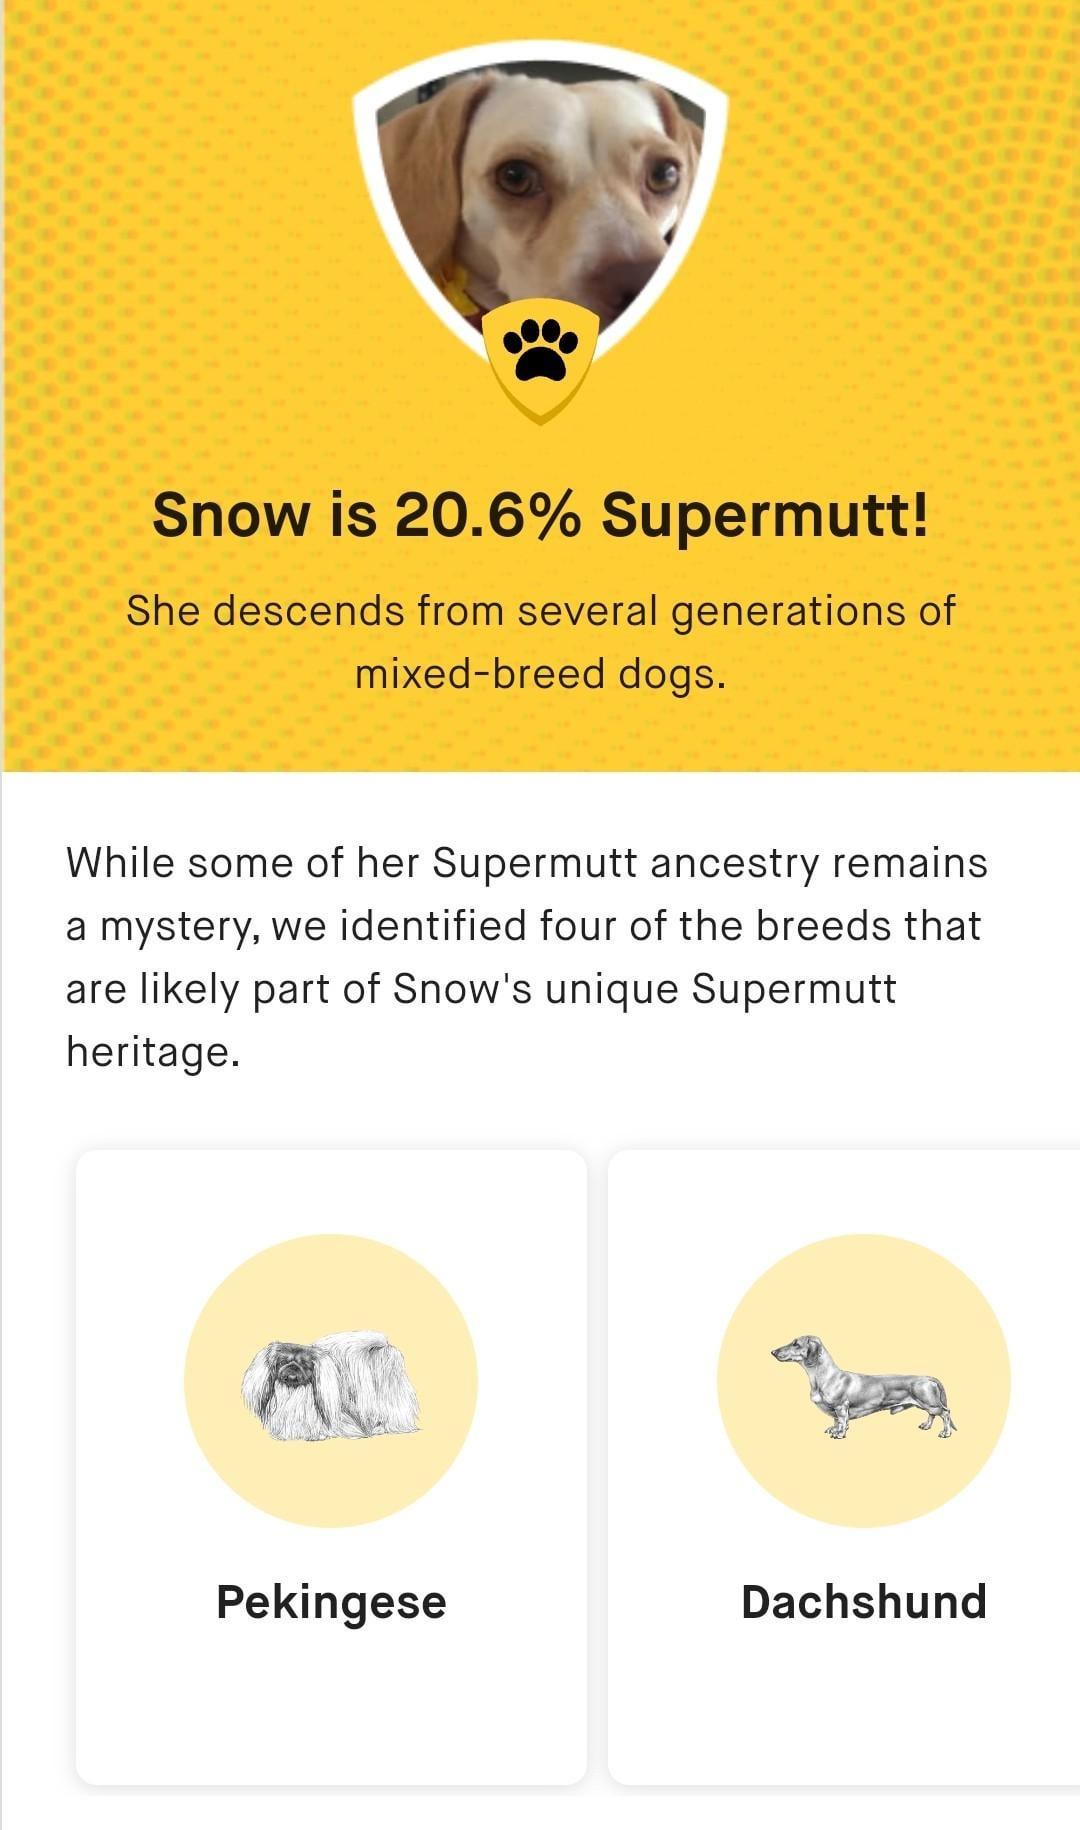 Snow is 20.6% Supermutt!
She descends from several generations of
mixed-breed dogs.
While some of her Supermutt ancestry remains
a mystery, we identified four of the breeds that
are likely part of Snow's unique Supermutt
heritage.
Pekingese
Dachshund